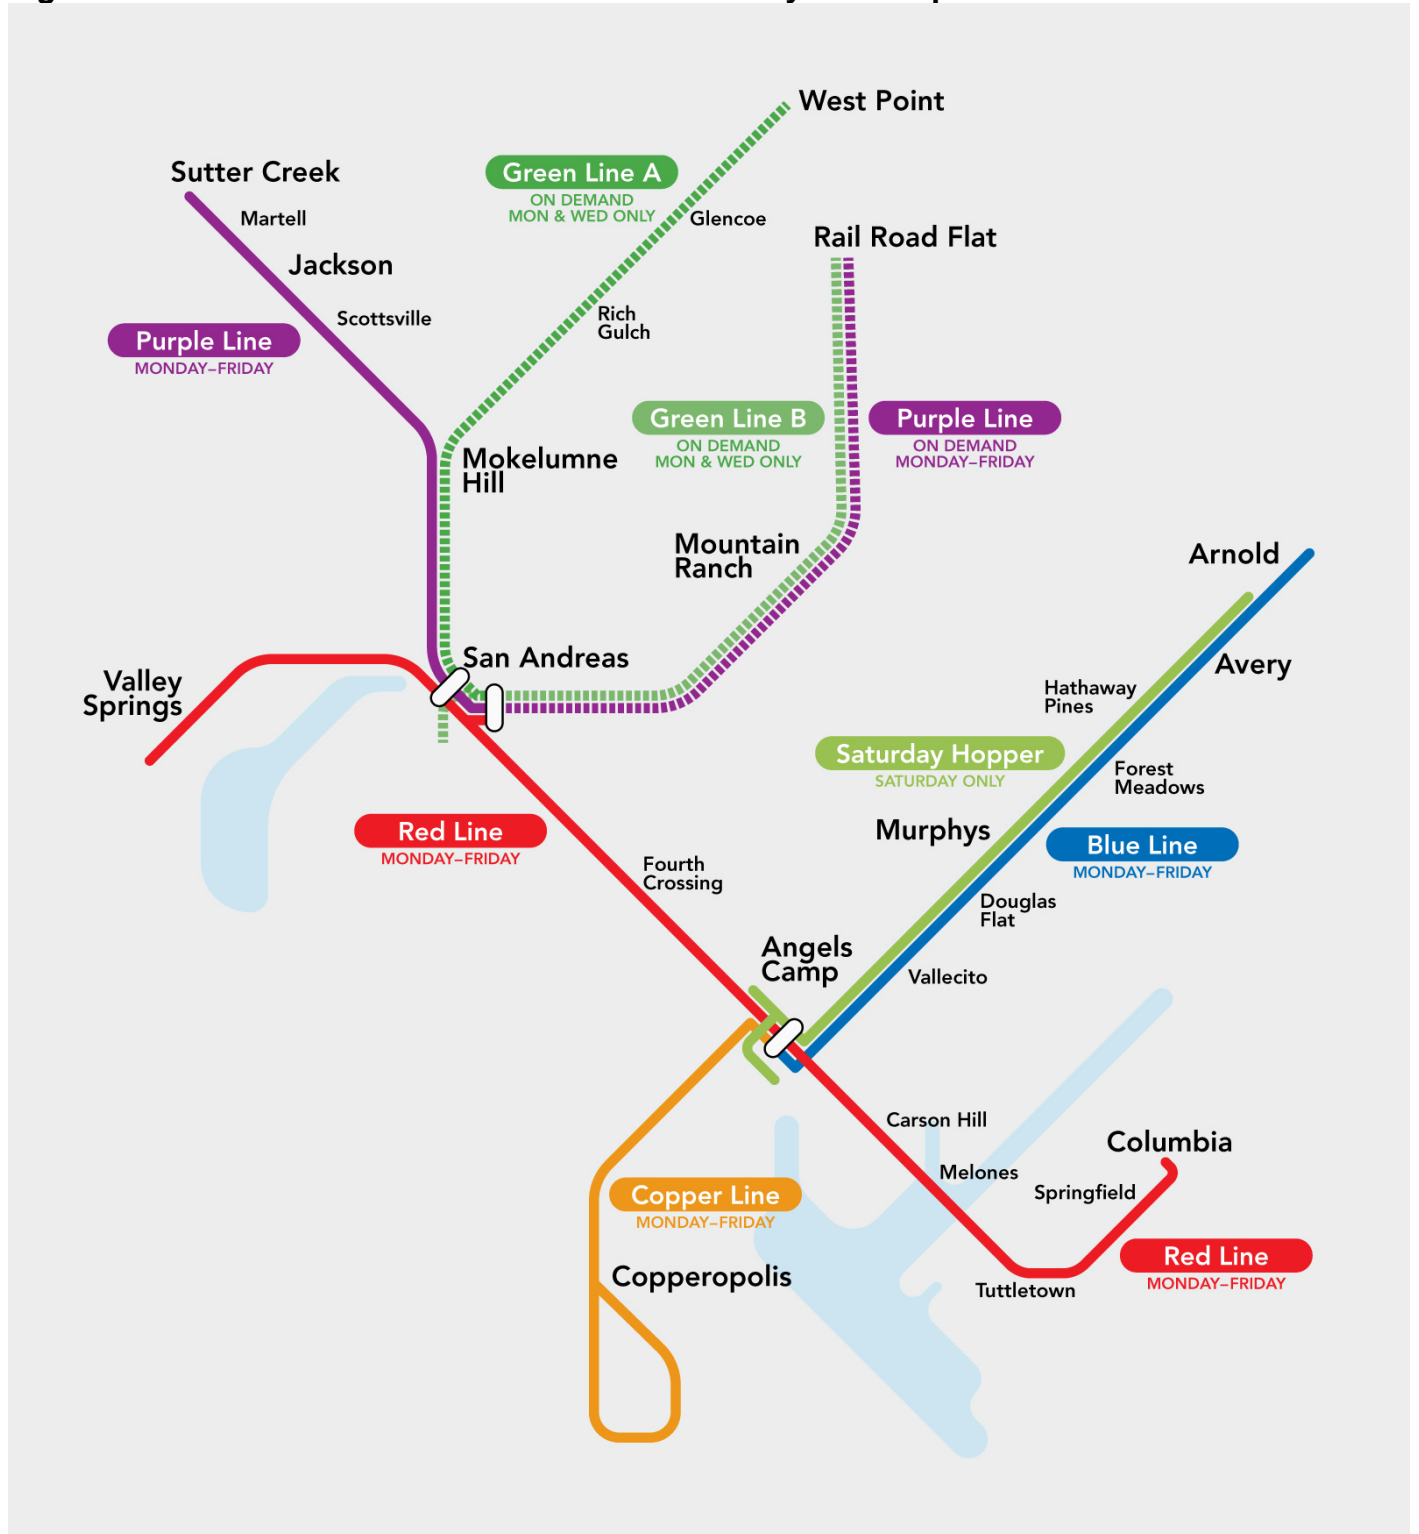 West Point
Sutter Creek
Green Line A
ON DEMAND
MON & WED ONLY
Martell
Glencoe
Rail Road Flat
Jackson
Scottsville
Rich
Gulch
Purple Line
MONDAY–FRIDAY
Green Line B
ON DEMAND
MON & WED ONLY
Purple Line
ON DEMAND
MONDAY–FRIDAY
Mokelumne
Hill
Mountain
Ranch
Arnold
San Andreas
Valley
Springs
Avery
Hathaway
Pines
Saturday Hopper
SATURDAY ONLY
Forest
Meadows
Red Line
MONDAY–FRIDAY
Murphys
Blue Line
MONDAY–FRIDAY
Fourth
Crossing
Douglas
Flat
Angels
Camp
Vallecito
Carson Hill
Columbia
Melones
Springfield
Copper Line
MONDAY–FRIDAY
Red Line
MONDAY–FRIDAY
Copperopolis
Tuttletown